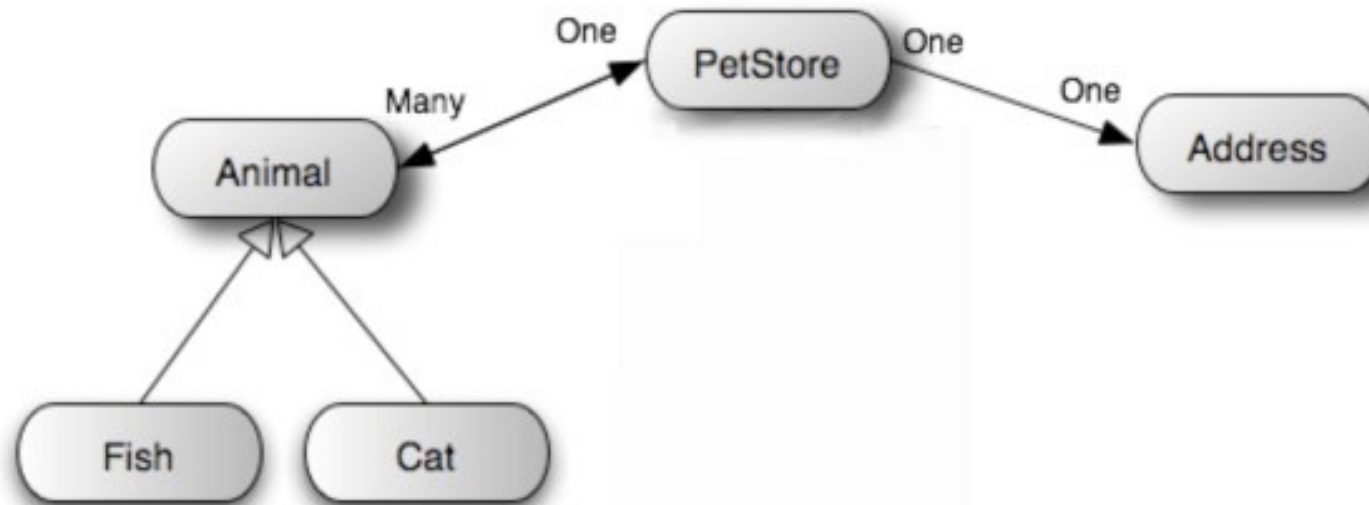 One
PetStore
One
Many
One
Animal
Address
Fish
Cat